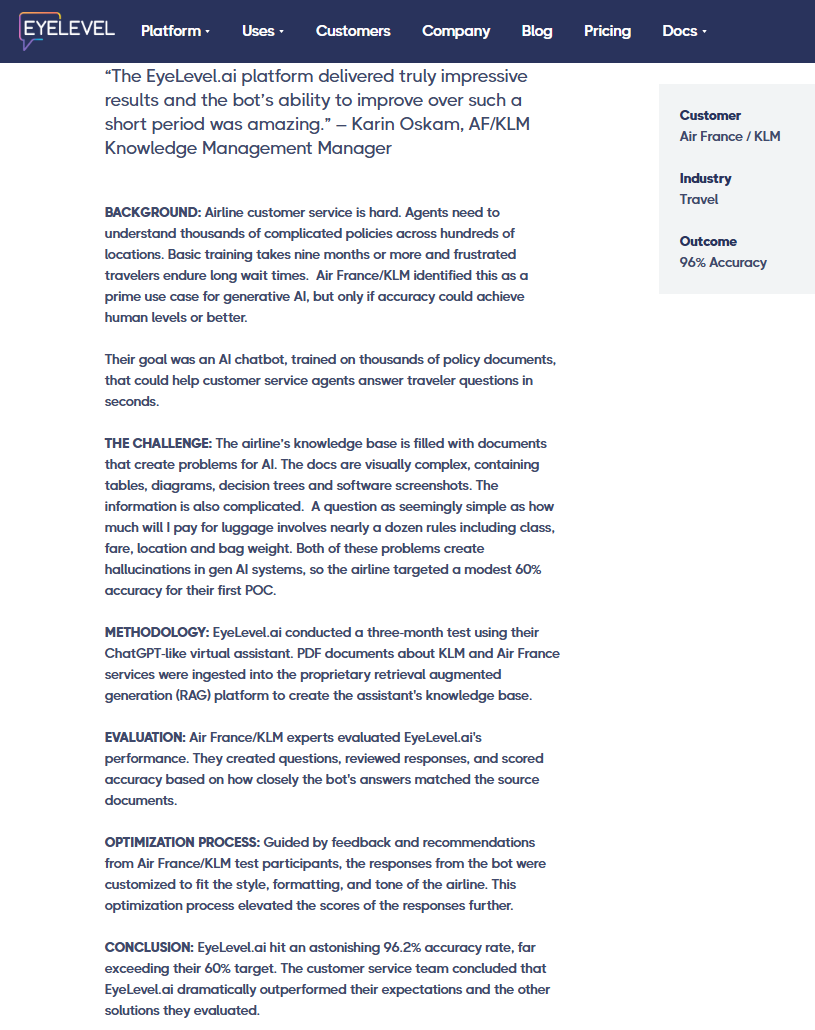 EYELEVEL
Platform
Uses
Customers
Company
Blog
Pricing
Docs
“The EyeLevel.ai platform delivered truly impressive
results and the bot’s ability to improve over such a
short period was amazing.” – Karin Oskam, AF/KLM
Knowledge Management Manager
BACKGROUND: Airline customer service is hard. Agents need to
understand thousands of complicated policies across hundreds of
locations. Basic training takes nine months or more and frustrated
travelers endure long wait times.  Air France/KLM identified this as a
prime use case for generative AI, but only if accuracy could achieve
human levels or better.
Their goal was an AI chatbot, trained on thousands of policy documents,
that could help customer service agents answer traveler questions in
seconds.
THE CHALLENGE: The airline’s knowledge base is filled with documents
that create problems for AI. The docs are visually complex, containing
tables, diagrams, decision trees and software screenshots. The
information is also complicated.  A question as seemingly simple as how
much will I pay for luggage involves nearly a dozen rules including class,
fare, location and bag weight. Both of these problems create
hallucinations in gen AI systems, so the airline targeted a modest 60%
accuracy for their first POC.
METHODOLOGY: EyeLevel.ai conducted a three-month test using their
ChatGPT-like virtual assistant. PDF documents about KLM and Air France
services were ingested into the proprietary retrieval augmented
generation (RAG) platform to create the assistant's knowledge base.
EVALUATION: Air France/KLM experts evaluated EyeLevel.ai's
performance. They created questions, reviewed responses, and scored
accuracy based on how closely the bot's answers matched the source
documents.
OPTIMIZATION PROCESS: Guided by feedback and recommendations
from Air France/KLM test participants, the responses from the bot were
customized to fit the style, formatting, and tone of the airline. This
optimization process elevated the scores of the responses further.
CONCLUSION: EyeLevel.ai hit an astonishing 96.2% accuracy rate, far
exceeding their 60% target. The customer service team concluded that
EyeLevel.ai dramatically outperformed their expectations and the other
solutions they evaluated.
Customer
Air France / KLM
Industry
Travel
Outcome
96% Accuracy